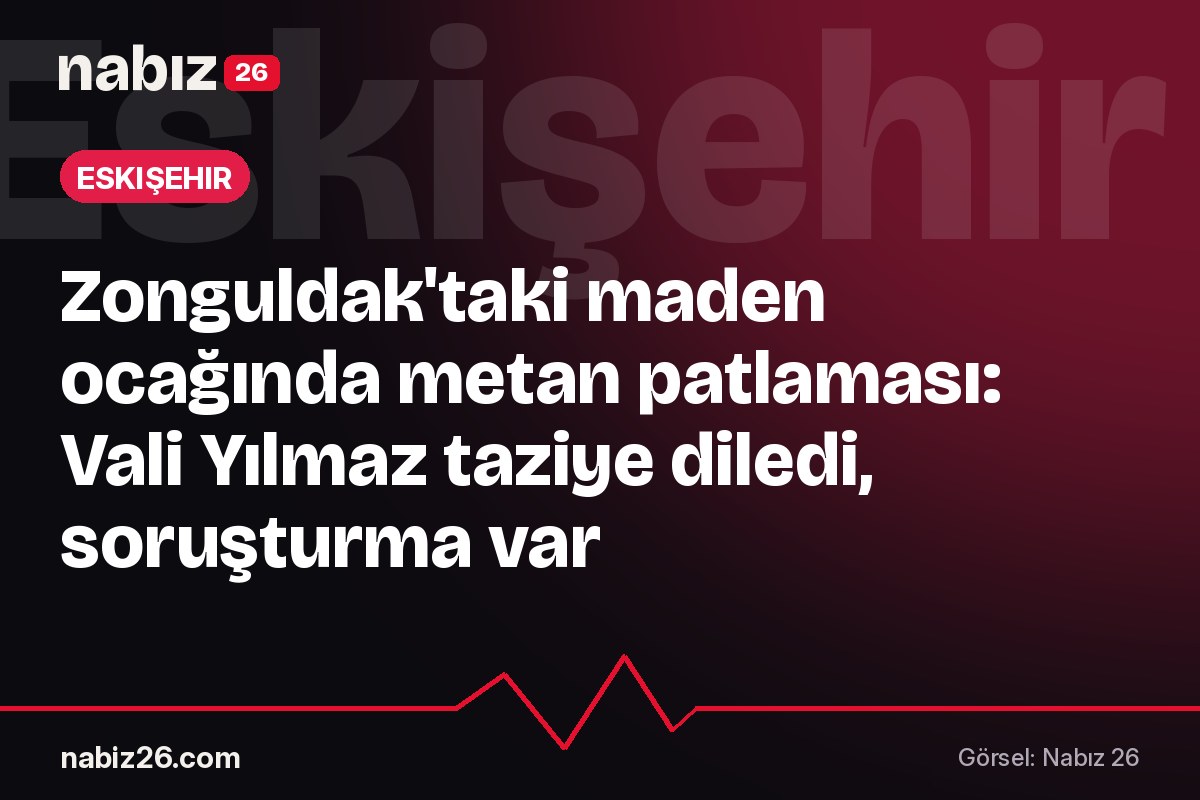 Eskişehir
nabız 26
ESKIŞEHIR
Zonguldak'taki maden
ocağında metan patlaması:
Vali Yılmaz taziye diledi,
soruşturma var
nabiz26.com
Görsel: Nabız 26